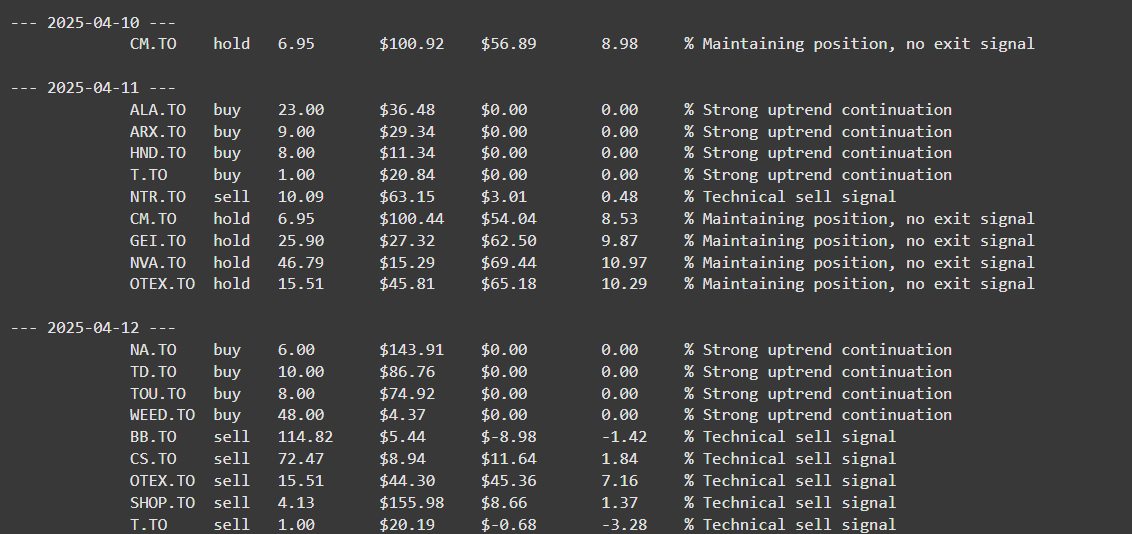 --- 2025-04-10 ---
CM.TO hold 6.95 $100.92 $56.89 8.98 % Maintaining position, no exit signal
--- 2025-04-11 ---
ALA.TO buy 23.00 $36.48 $0.00 0.00 % Strong uptrend continuation
ARX.TO buy 9.00 $29.34 $0.00 0.00 % Strong uptrend continuation
HND.TO buy 8.00 $11.34 $0.00 0.00 % Strong uptrend continuation
T.TO buy 1.00 $20.84 $0.00 0.00 % Strong uptrend continuation
NTR.TO sell 10.09 $63.15 $3.01 0.48 % Technical sell signal
CM.TO hold 6.95 $100.44 $54.04 8.53 % Maintaining position, no exit signal
GEI.TO hold 25.90 $27.32 $62.50 9.87 % Maintaining position, no exit signal
NVA.TO hold 46.79 $15.29 $69.44 10.97 % Maintaining position, no exit signal
OTEX.TO hold 15.51 $45.81 $65.18 10.29 % Maintaining position, no exit signal
--- 2025-04-12 ---
NA.TO buy 6.00 $143.91 $0.00 0.00 % Strong uptrend continuation
TD.TO buy 10.00 $86.76 $0.00 0.00 % Strong uptrend continuation
TOU.TO buy 8.00 $74.92 $0.00 0.00 % Strong uptrend continuation
WEED.TO buy 48.00 $4.37 $0.00 0.00 % Strong uptrend continuation
BB.TO sell 114.82 $5.44 $-8.98 -1.42 % Technical sell signal
CS.TO sell 72.47 $8.94 $11.64 1.84 % Technical sell signal
OTEX.TO sell 15.51 $44.30 $45.36 7.16 % Technical sell signal
SHOP.TO sell 4.13 $155.98 $8.66 1.37 % Technical sell signal
T.TO sell 1.00 $20.19 $-0.68 -3.28 % Technical sell signal